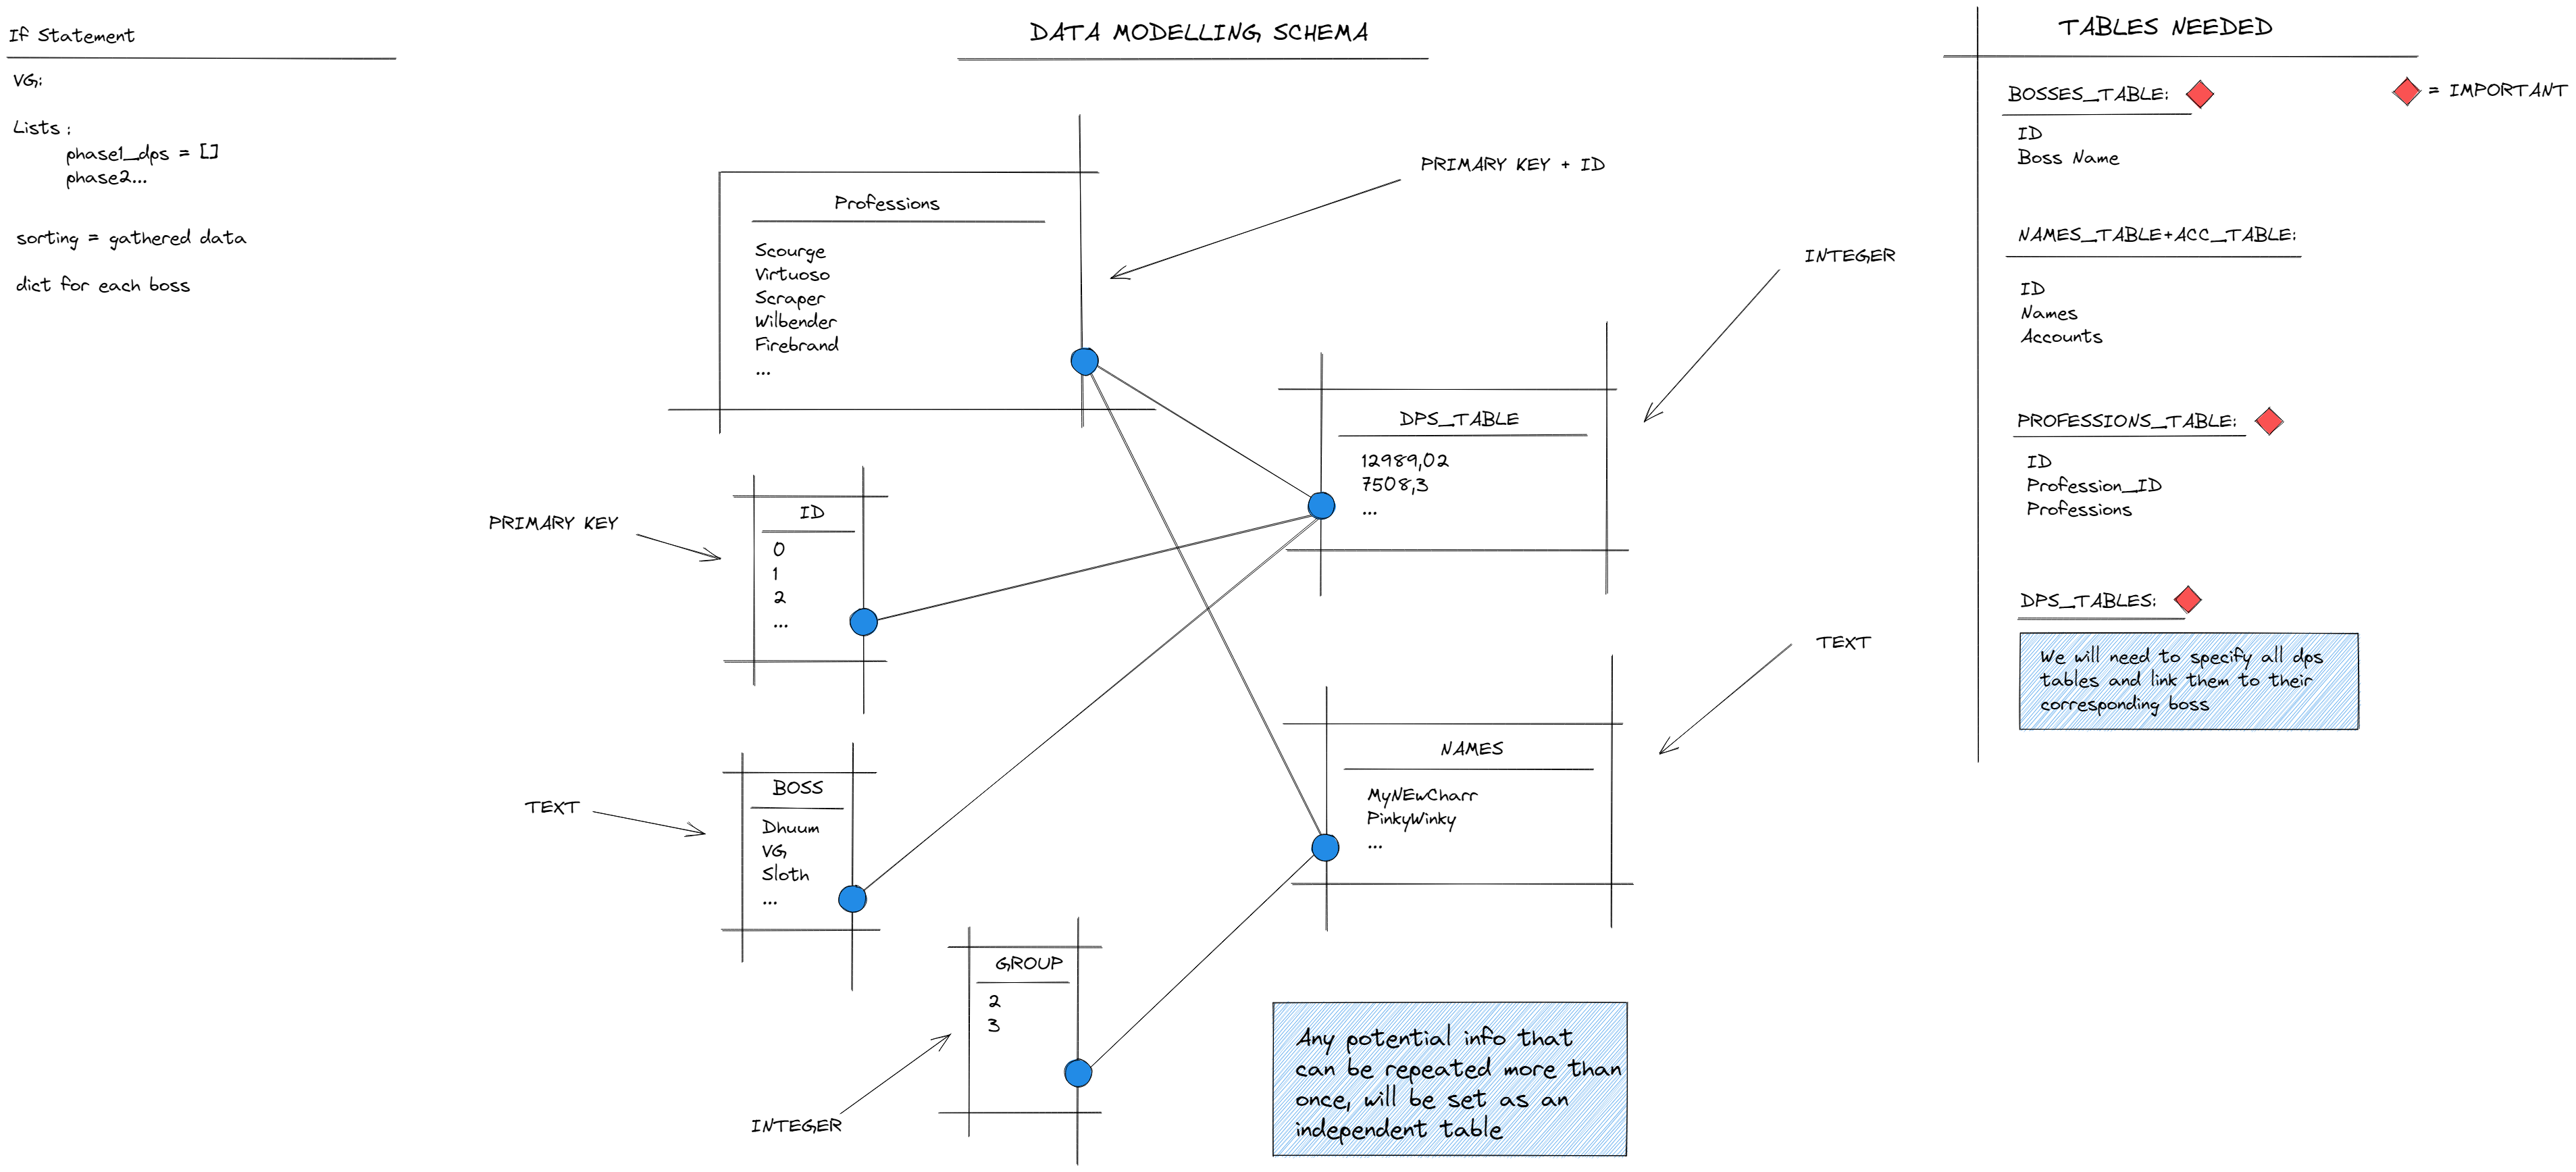 If Statement
VG:
Lists :
phase1_dps = []
phase2...
sorting = gathered data
dict for each boss
DATA MODELLING SCHEMA
Professions
Scourge
Virtuoso
Scraper
Wilbender
Firebrand
...
PRIMARY KEY + ID
INTEGER
DPS_TABLE
12989,02
7508,3
...
PRIMARY KEY
ID
0
1
2
...
TEXT
BOSS
Dhuum
VG
Sloth
...
TEXT
NAMES
MyNEwCharr
PinkyWinky
...
GROUP
2
3
INTEGER
Any potential info that
can be repeated more than
once, will be set as an
independent table
TABLES NEEDED
= IMPORTANT
BOSSES_TABLE:
ID
Boss Name
NAMES_TABLE+ACC_TABLE:
ID
Names
Accounts
PROFESSIONS_TABLE:
ID
Profession_ID
Professions
DPS_TABLES:
We will need to specify all dps
tables and link them to their
corresponding boss